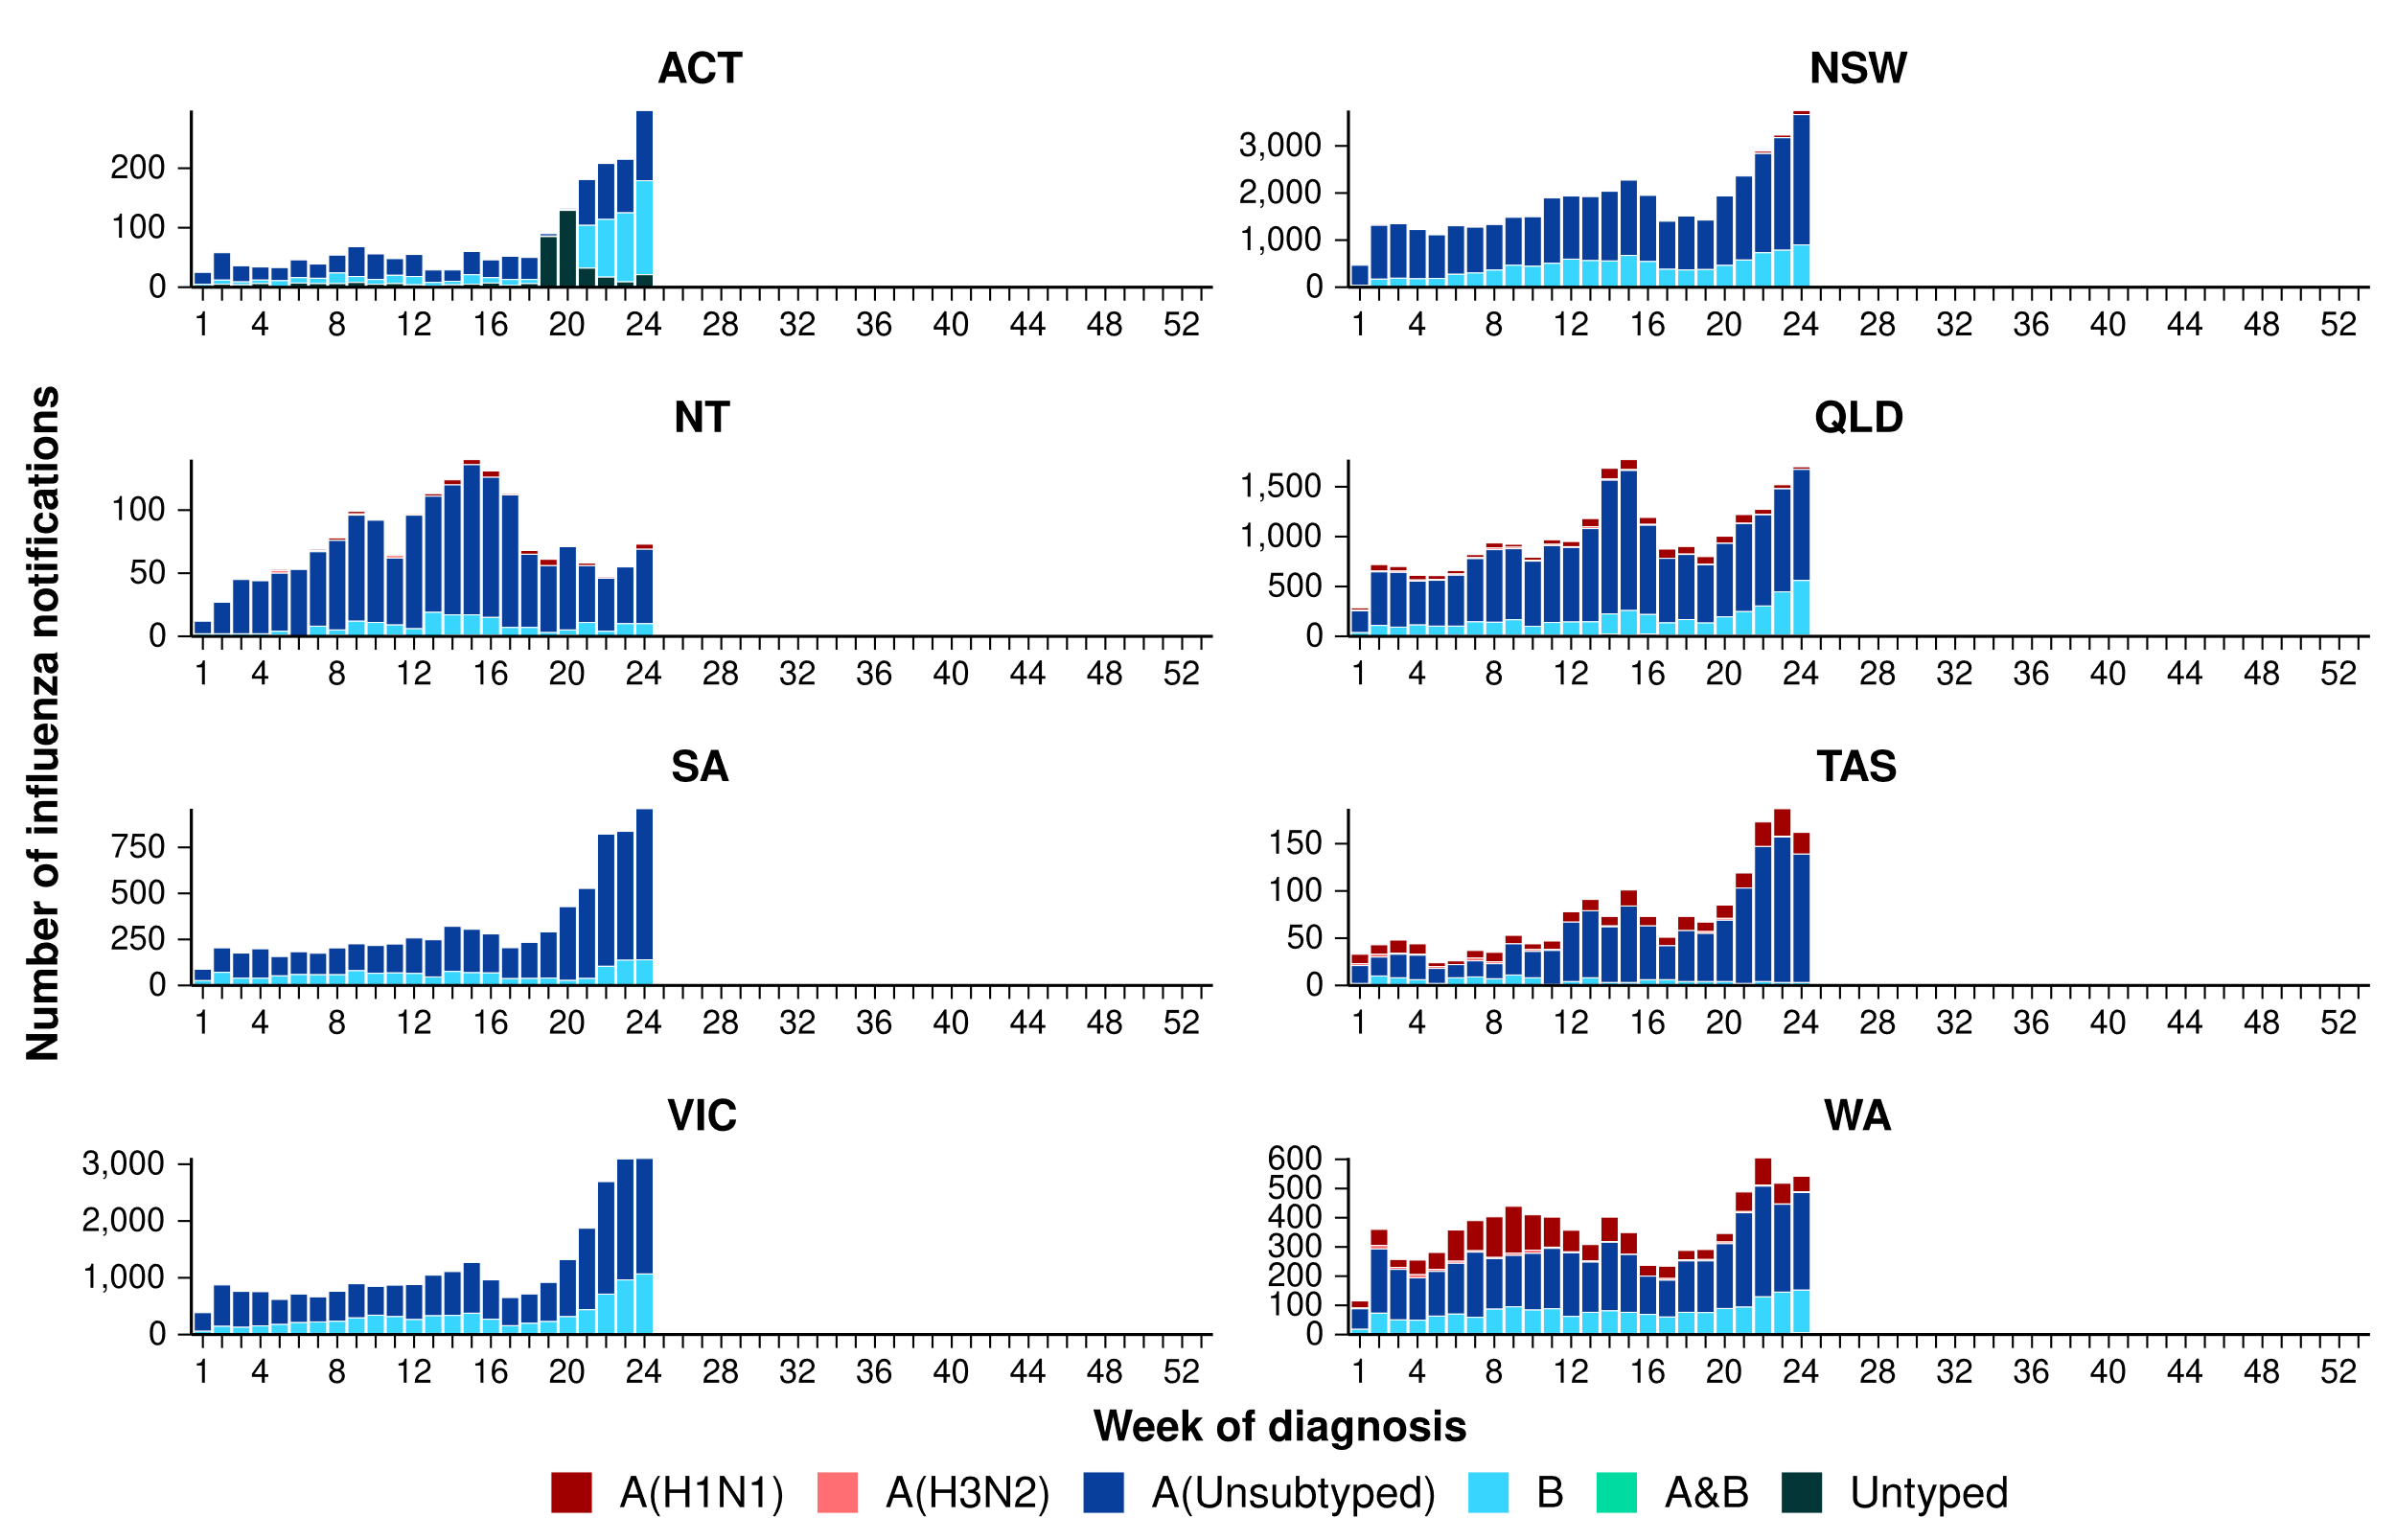 ACT
NSW
200
100
0
1 4 8 12 16 20 24 28 32 36 40 44 48 52
3,000
2,000
1,000
0
1 4 8 12 16 20 24 28 32 36 40 44 48 52
NT
QLD
100
50
0
1 4 8 12 16 20 24 28 32 36 40 44 48 52
1,500
1,000
500
0
1 4 8 12 16 20 24 28 32 36 40 44 48 52
SA
TAS
750
500
250
0
1 4 8 12 16 20 24 28 32 36 40 44 48 52
150
100
50
0
1 4 8 12 16 20 24 28 32 36 40 44 48 52
VIC
WA
3,000
2,000
1,000
0
1 4 8 12 16 20 24 28 32 36 40 44 48 52
600
500
400
300
200
100
0
1 4 8 12 16 20 24 28 32 36 40 44 48 52
Number of influenza notifications
Week of diagnosis
A(H1N1) A(H3N2) A(Unsubtyped) B A&B Untyped